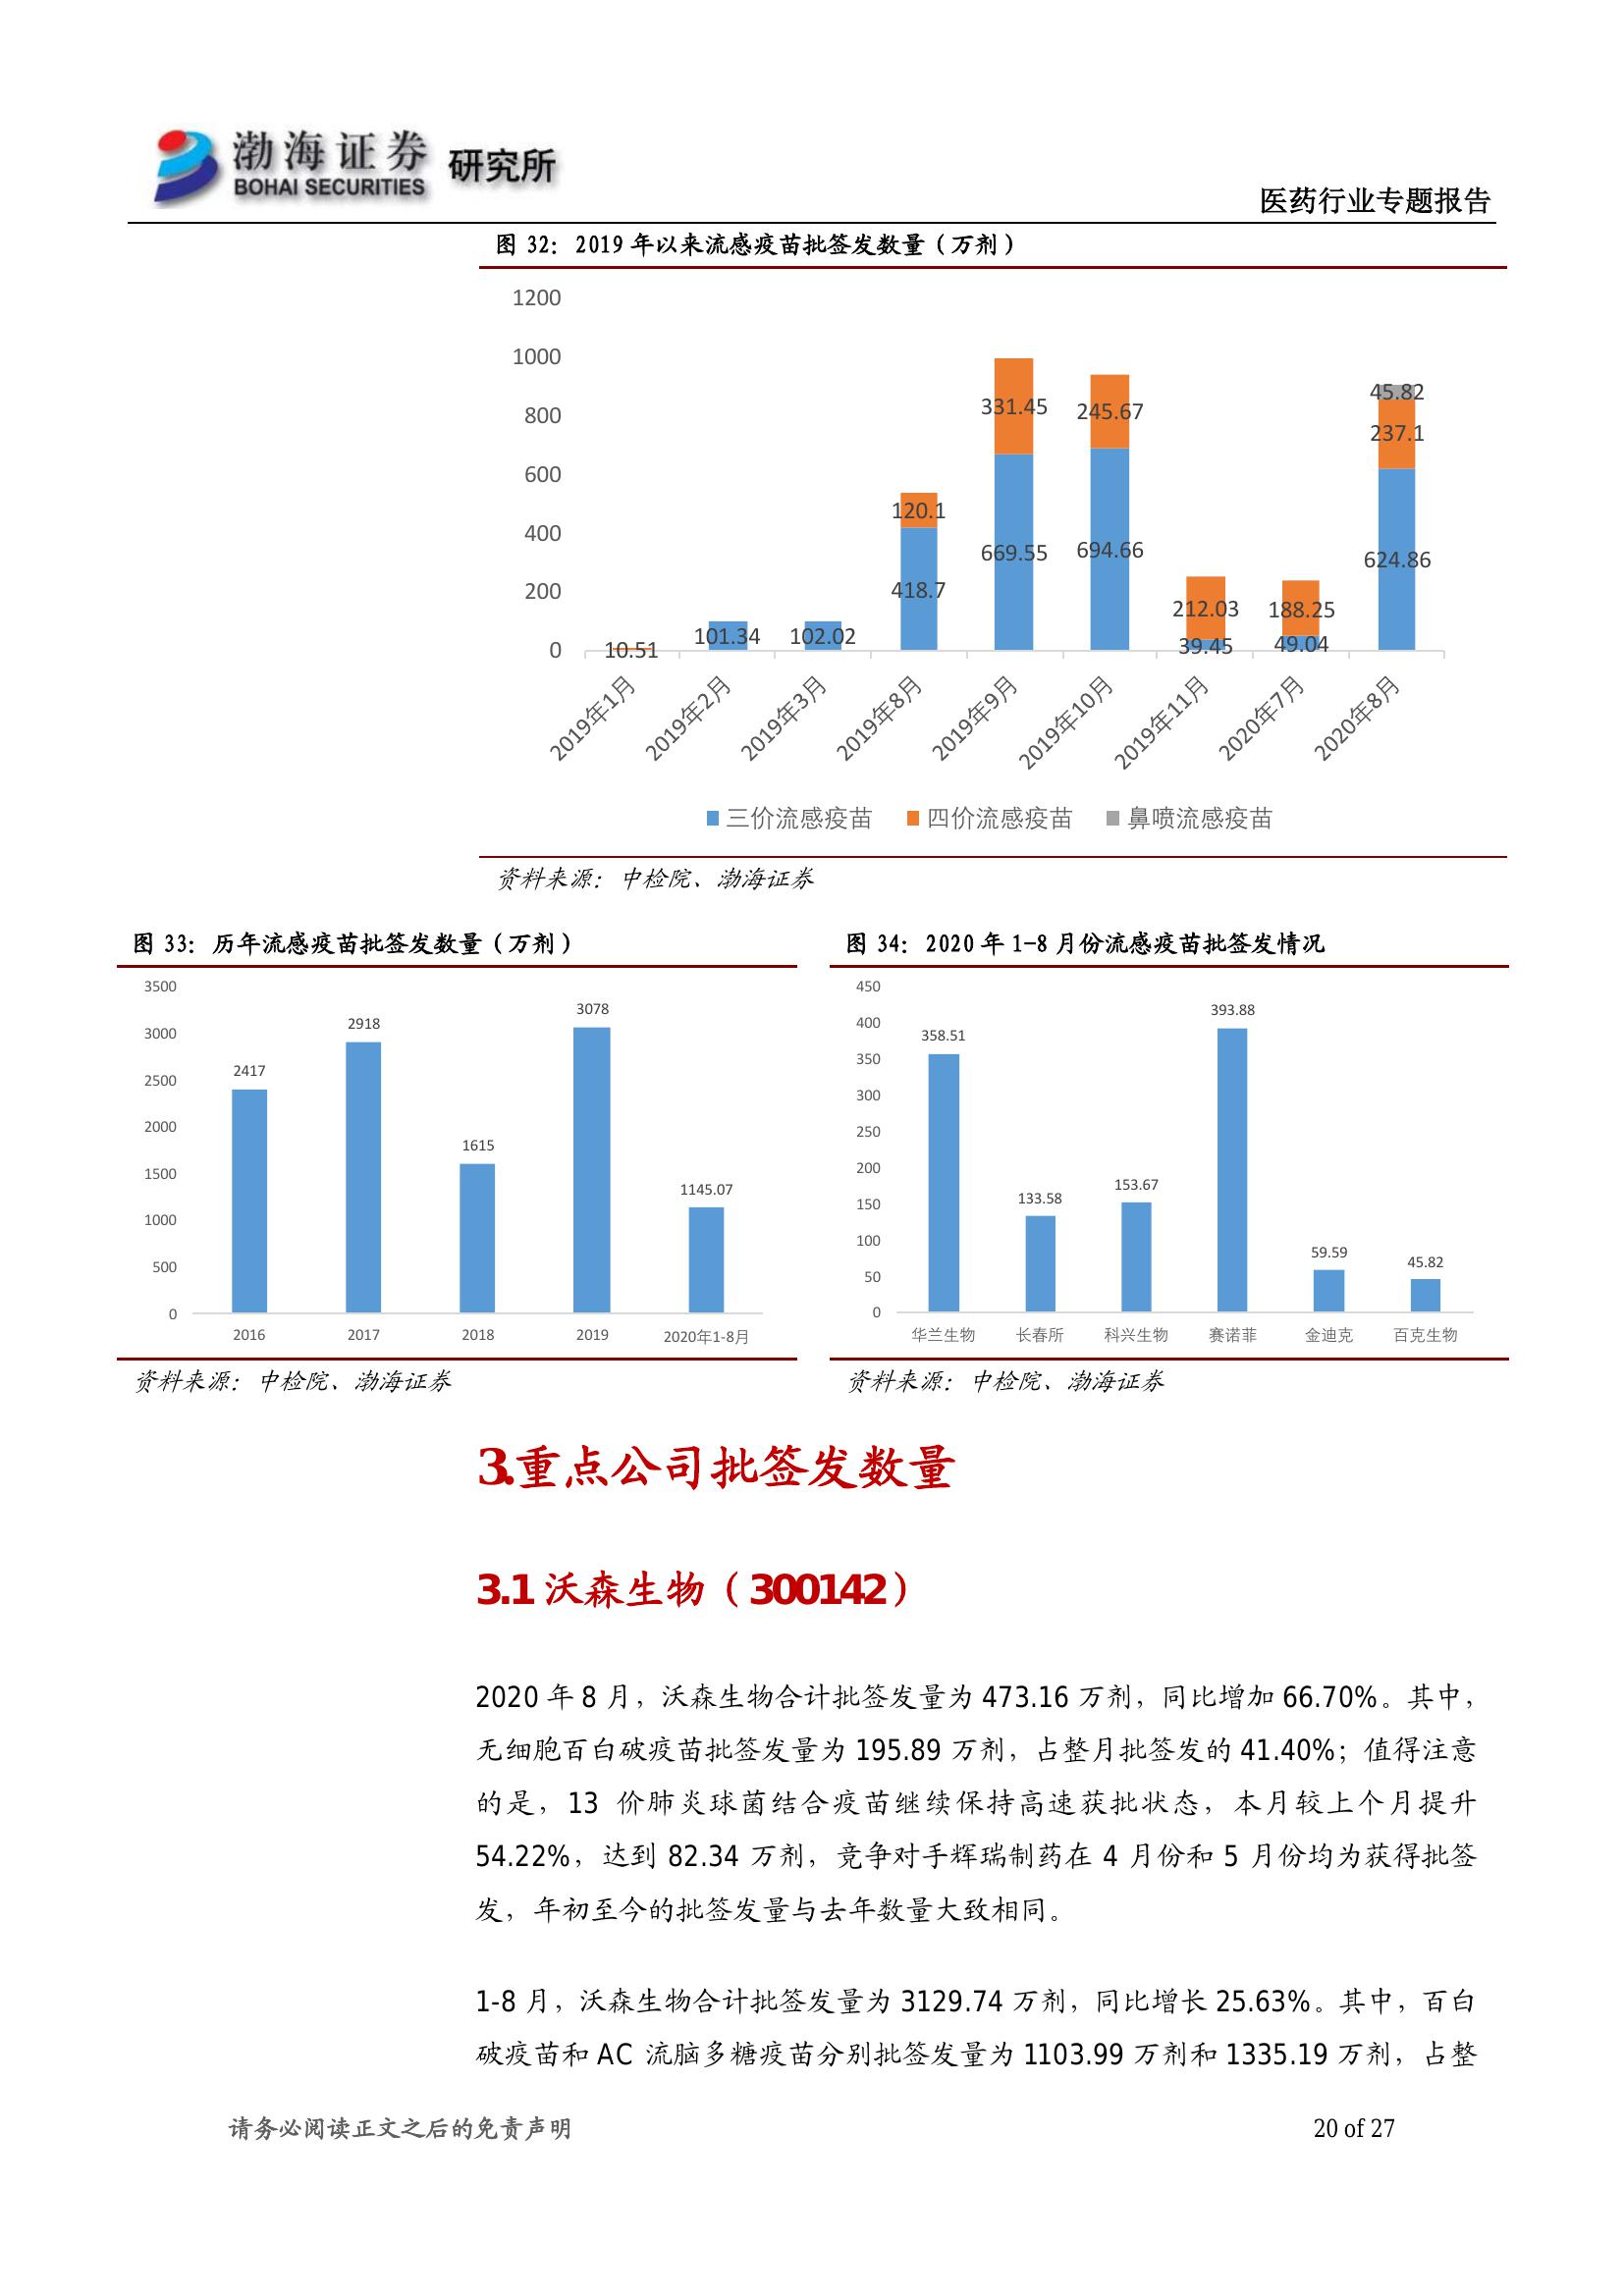 渤海证券 研究所
BOHAI SECURITIES
医药行业专题报告
图 32：2019 年以来流感疫苗批签发数量（万剂）
1200
1000
800
600
400
200
0
10.51
101.34
102.02
120.1
418.7
331.45
669.55
245.67
694.66
212.03
39.45
188.25
49.04
45.82
237.1
624.86
2019年1月
2019年2月
2019年3月
2019年8月
2019年9月
2019年10月
2019年11月
2020年7月
2020年8月
三价流感疫苗 四价流感疫苗 鼻喷流感疫苗
资料来源：中检院、渤海证券
图 33：历年流感疫苗批签发数量（万剂）
3500
3000
2500
2000
1500
1000
500
0
2417
2918
1615
3078
1145.07
2016 2017 2018 2019 2020年1-8月
资料来源：中检院、渤海证券
图 34：2020 年 1-8 月份流感疫苗批签发情况
450
400
350
300
250
200
150
100
50
0
358.51
133.58
153.67
393.88
59.59
45.82
华兰生物 长春所 科兴生物 赛诺菲 金迪克 百克生物
资料来源：中检院、渤海证券
3.重点公司批签发数量
3.1 沃森生物（300142）
2020 年 8 月，沃森生物合计批签发量为 473.16 万剂，同比增加 66.70%。其中，
无细胞百白破疫苗批签发量为 195.89 万剂，占整月批签发的 41.40%；值得注意
的是，13 价肺炎球菌结合疫苗继续保持高速获批状态，本月较上个月提升
54.22%，达到 82.34 万剂，竞争对手辉瑞制药在 4 月份和 5 月份均为获得批签
发，年初至今的批签发量与去年数量大致相同。
1-8 月，沃森生物合计批签发量为 3129.74 万剂，同比增长 25.63%。其中，百白
破疫苗和 AC 流脑多糖疫苗分别批签发量为 1103.99 万剂和 1335.19 万剂，占整
请务必阅读正文之后的免责声明
20 of 27